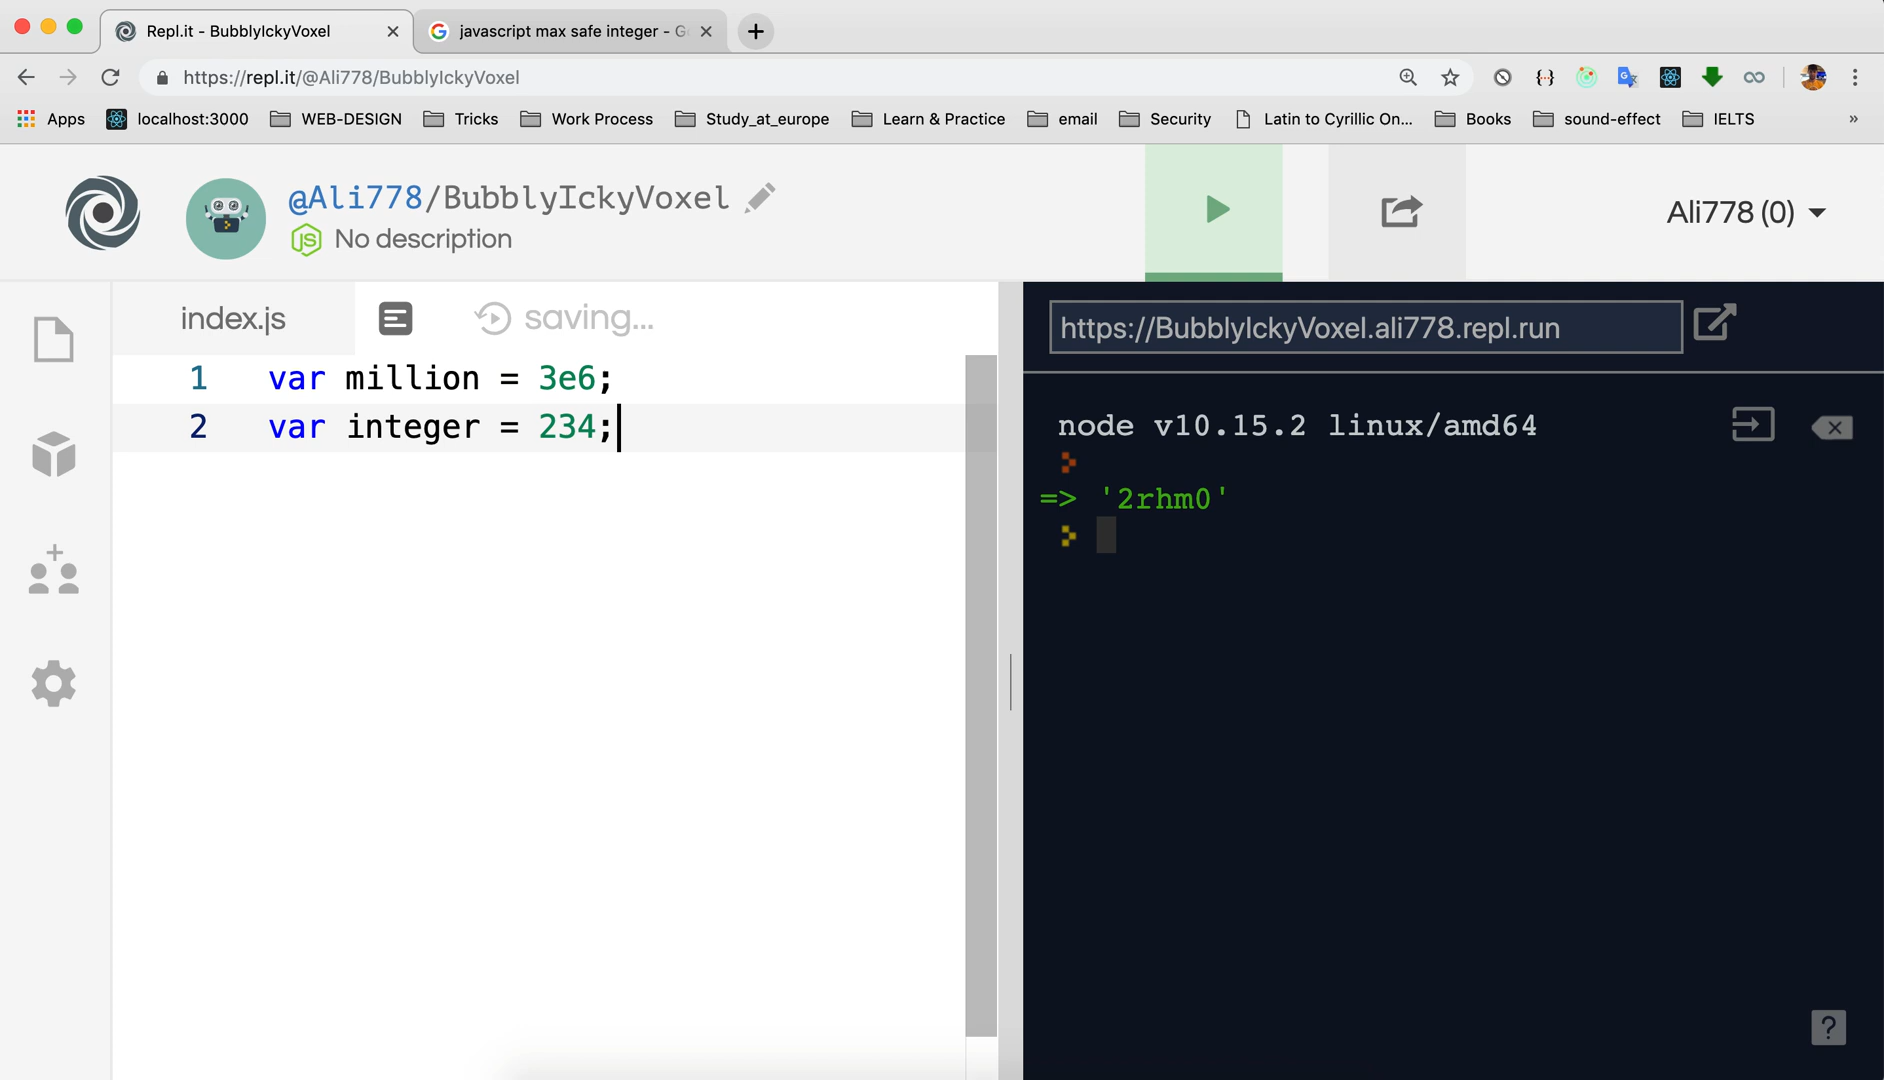 Repl.it - BubblyIckyVoxel
javascript max safe integer - G
https://repl.it/@Ali778/BubblyIckyVoxel
Apps localhost:3000 WEB-DESIGN Tricks Work Process Study_at_europe Learn & Practice email Security Latin to Cyrillic On... Books sound-effect IELTS »
@Ali778/BubblyIckyVoxel
No description
Ali778 (0)
index.js
saving...
https://BubblyIckyVoxel.ali778.repl.run
1 var million = 3e6;
2 var integer = 234;
node v10.15.2 linux/amd64
=> '2rhm0'
?